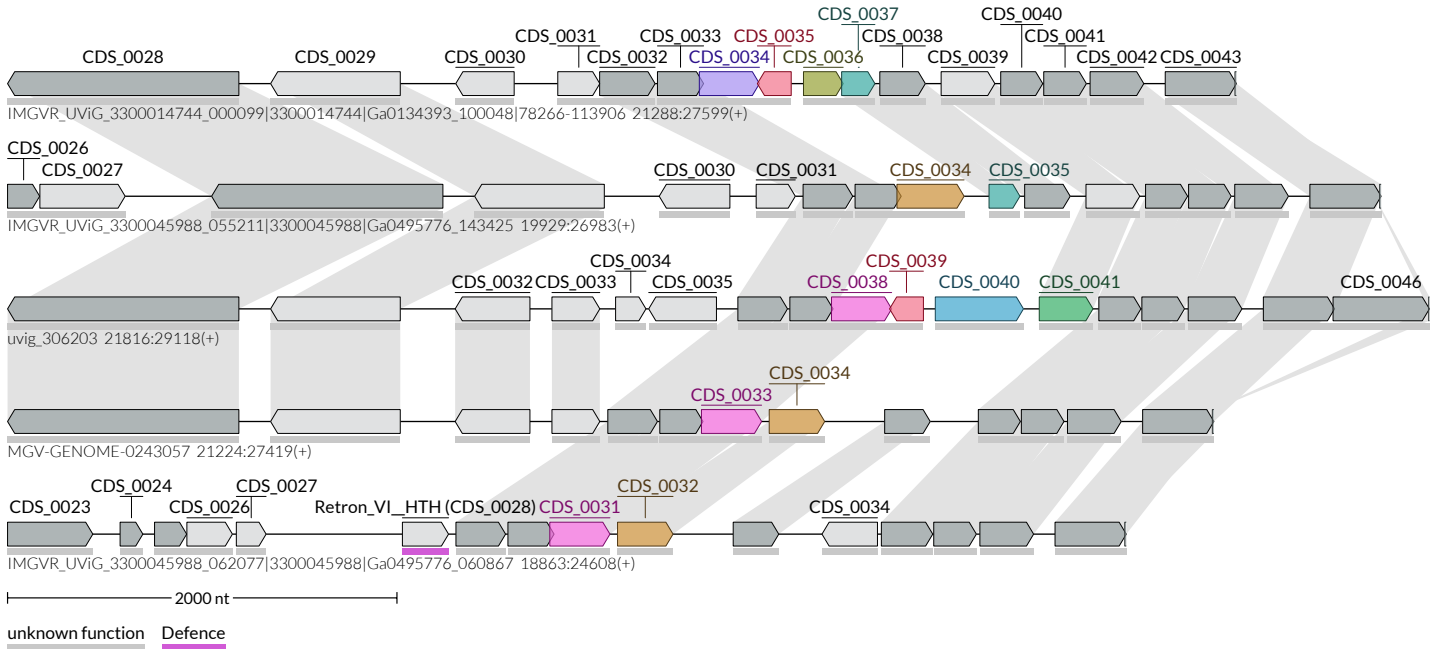 CDS_0037 CDS_0040
CDS_0031 CDS_0033 CDS_0035 CDS_0038 CDS_0041
CDS_0028 CDS_0029 CDS_0030 CDS_0032 CDS_0034 CDS_0036 CDS_0039 CDS_0042 CDS_0043
IMGVR_UViG_3300014744_000099|3300014744|Ga0134393_100048|78266-113906 21288:27599(+)
CDS_0026
CDS_0027 CDS_0030 CDS_0031 CDS_0034 CDS_0035
IMGVR_UViG_3300045988_055211|3300045988|Ga0495776_143425 19929:26983(+)
CDS_0034 CDS_0039
CDS_0032 CDS_0033 CDS_0035 CDS_0038 CDS_0040 CDS_0041 CDS_0046
uvig_306203 21816:29118(+)
CDS_0034
CDS_0033
MGV-GENOME-0243057 21224:27419(+)
CDS_0024 CDS_0027 CDS_0032
CDS_0023 CDS_0026 Retron_VI__HTH (CDS_0028) CDS_0031 CDS_0034
IMGVR_UViG_3300045988_062077|3300045988|Ga0495776_060867 18863:24608(+)
2000 nt
unknown function Defence